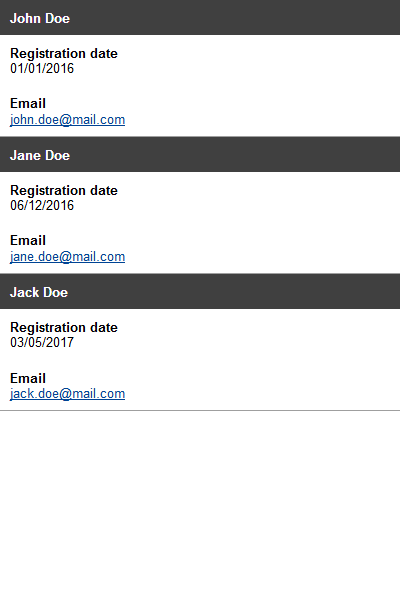 John Doe
Registration date
01/01/2016
Email
john.doe@mail.com
Jane Doe
Registration date
06/12/2016
Email
jane.doe@mail.com
Jack Doe
Registration date
03/05/2017
Email
jack.doe@mail.com